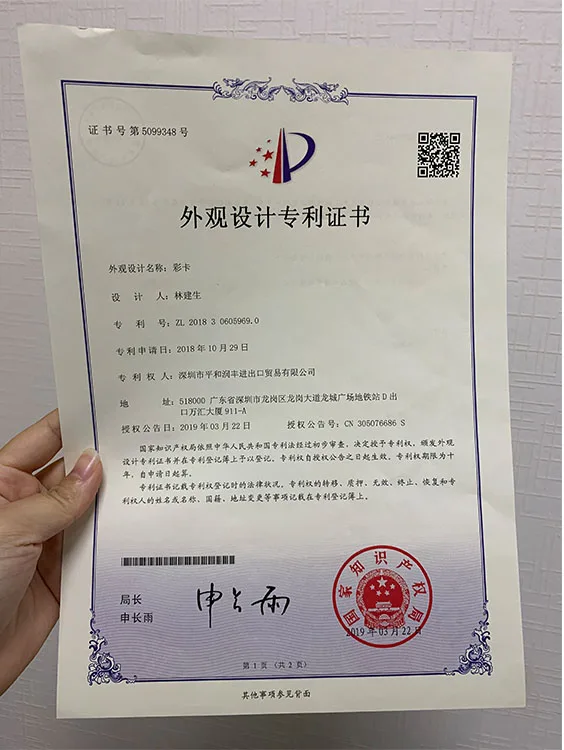 证书号第5099348号
外观设计专利证书
外观设计名称：彩卡
设 计 人：林建生
专 利 号：ZL 2018 3 0605969.0
专利申请日：2018年10月29日
专 利 权 人：深圳市平和润丰进出口贸易有限公司
地 址：518000 广东省深圳市龙岗区龙岗大道龙城广场地铁站D出
口万汇大厦911-A
授权公告日：2019年03月22日 授权公告号：CN 305076686 S
国家知识产权局依照中华人民共和国专利法经过初步审查，决定授予专利权，颁发外观
设计专利证书并在专利登记簿上予以登记。专利权自授权公告之日起生效。专利权期限为十
年，自申请日起算。
专利证书记载专利权登记时的法律状况。专利权的转移、质押、无效、终止、恢复和专
利权人的姓名或名称、国籍、地址变更等事项记载在专利登记簿上。
局长
申长雨
申长雨
国家知识产权局
2019年03月22日
第1页（共2页）
其他事项参见背面